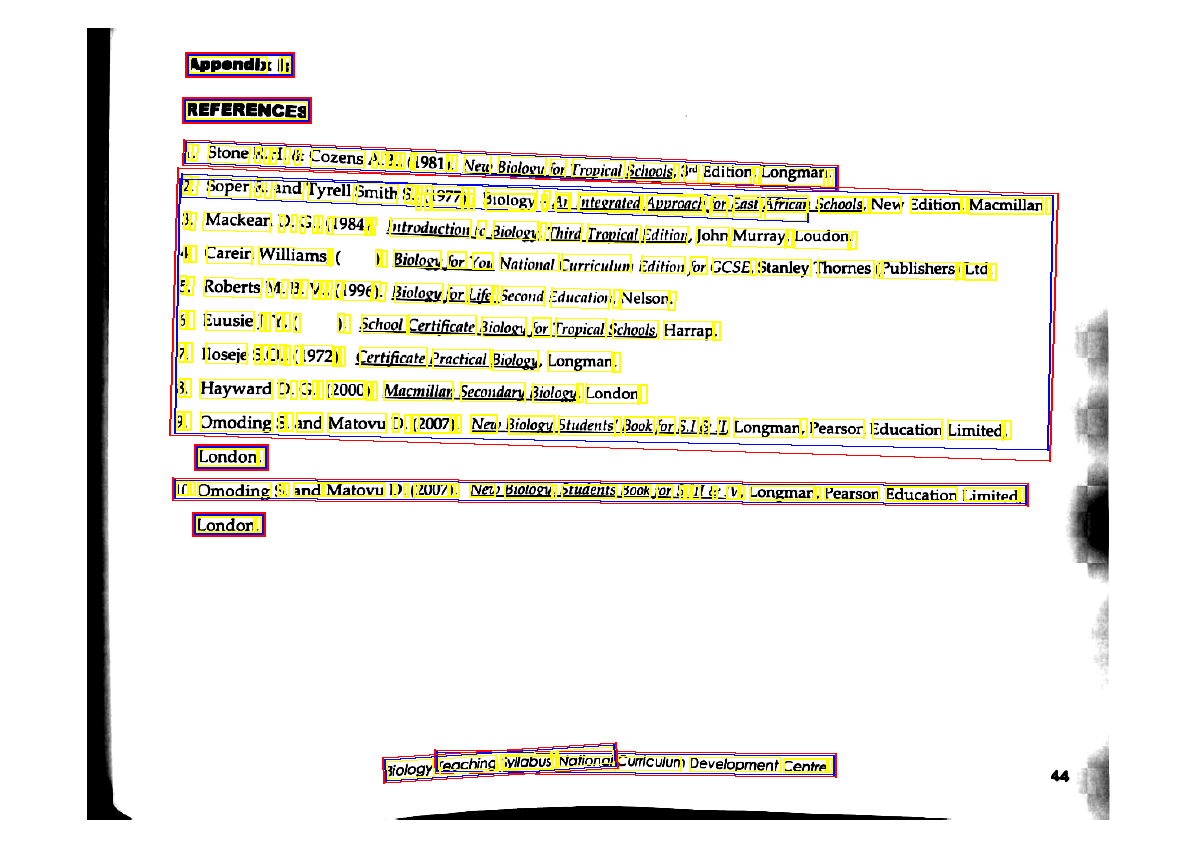 Appendix I:
REFERENCES
1. Stone R.H. & Cozens A.B. (1981). New Biology for Tropical Schools, 3rd Edition, Longman.
2. Soper R. and Tyrell Smith S. (1977). Biology - An Integrated Approach for East African Schools, New Edition, Macmillan.
3. Mackean D. G. (1984). Introduction to Biology, Third Tropical Edition, John Murray, Loudon.
4. Careir, Williams ( ) Biology for You National Curriculum Edition for GCSE, Stanley Thornes (Publishers) Ltd.
5. Roberts M. B. V. (1996). Biology for Life, Second Education, Nelson.
6. Euusie J. Y. ( ). School Certificate Biology for Tropical Schools, Harrap.
7. Iloseje S.O. (1972) Certificate Practical Biology, Longman.
8. Hayward D. G. (2000) Macmillan Secondary Biology. London
9. Omoding S. and Matovu D. (2007). New Biology Students' Book for S.I & II, Longman, Pearson Education Limited,
London.
10. Omoding S. and Matovu D. (2007). New Biology, Students Book for S. II & IV, Longman, Pearson Education Limited,
London.
Biology Teaching Syllabus National Curriculum Development Centre
44